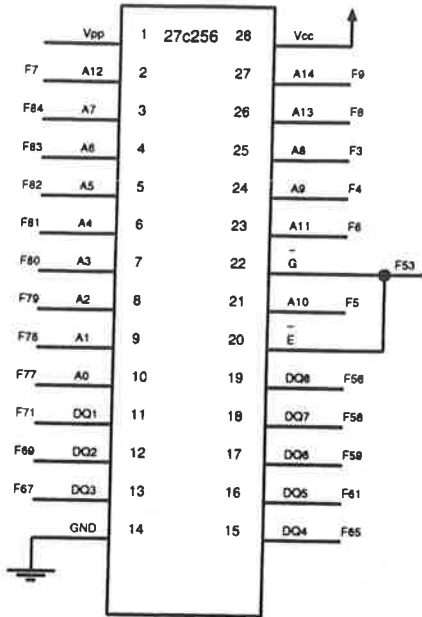 Vpp 1 27c256 28 Vcc
F7 A12 2 27 A14 F9
F84 A7 3 26 A13 F8
F83 A6 4 25 A8 F3
F82 A5 5 24 A9 F4
F81 A4 6 23 A11 F6
F80 A3 7 22 G F53
F79 A2 8 21 A10 F5
F78 A1 9 20 E
F77 A0 10 19 DQ8 F56
F71 DQ1 11 18 DQ7 F58
F69 DQ2 12 17 DQ6 F59
F67 DQ3 13 16 DQ5 F61
GND 14 15 DQ4 F65